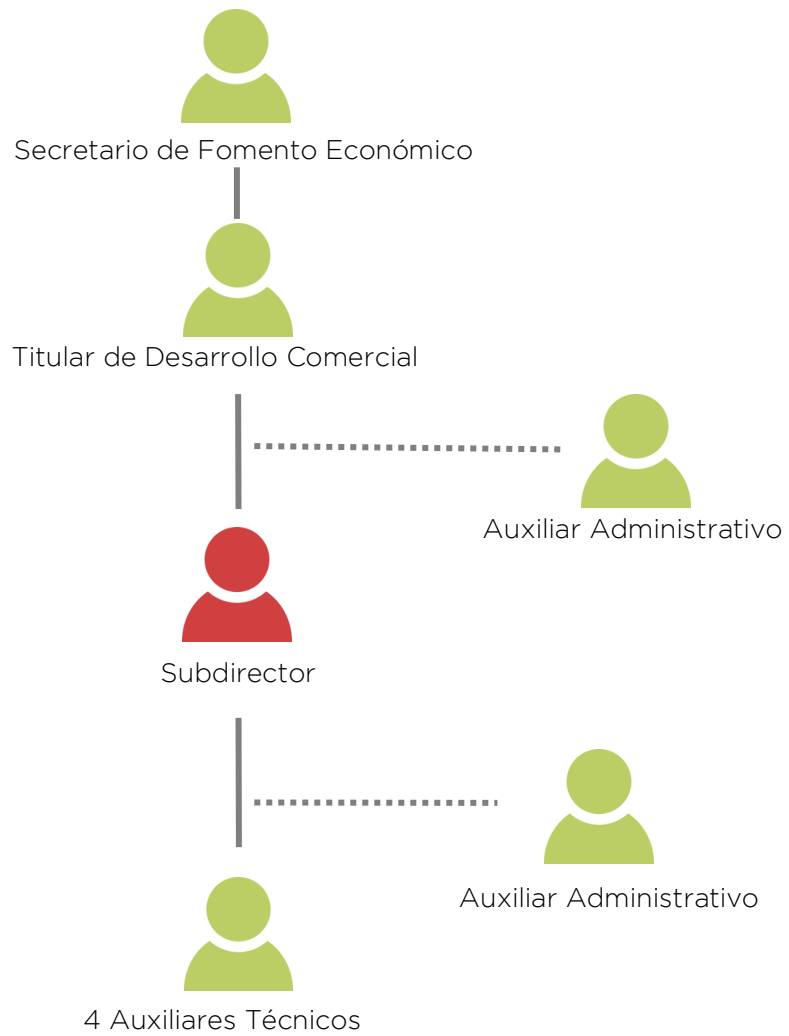 Secretario de Fomento Económico
Titular de Desarrollo Comercial
Auxiliar Administrativo
Subdirector
Auxiliar Administrativo
4 Auxiliares Técnicos